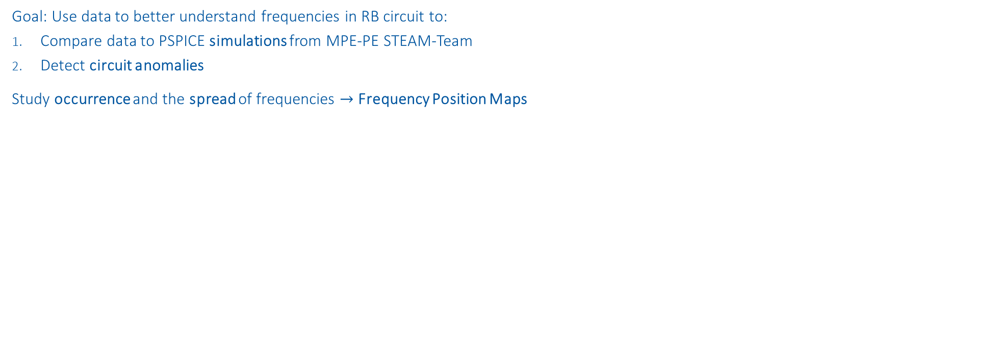 Goal: Use data to better understand frequencies in RB circuit to:
1. Compare data to PSPICE simulations from MPE-PE STEAM-Team
2. Detect circuit anomalies
Study occurrence and the spread of frequencies → Frequency Position Maps